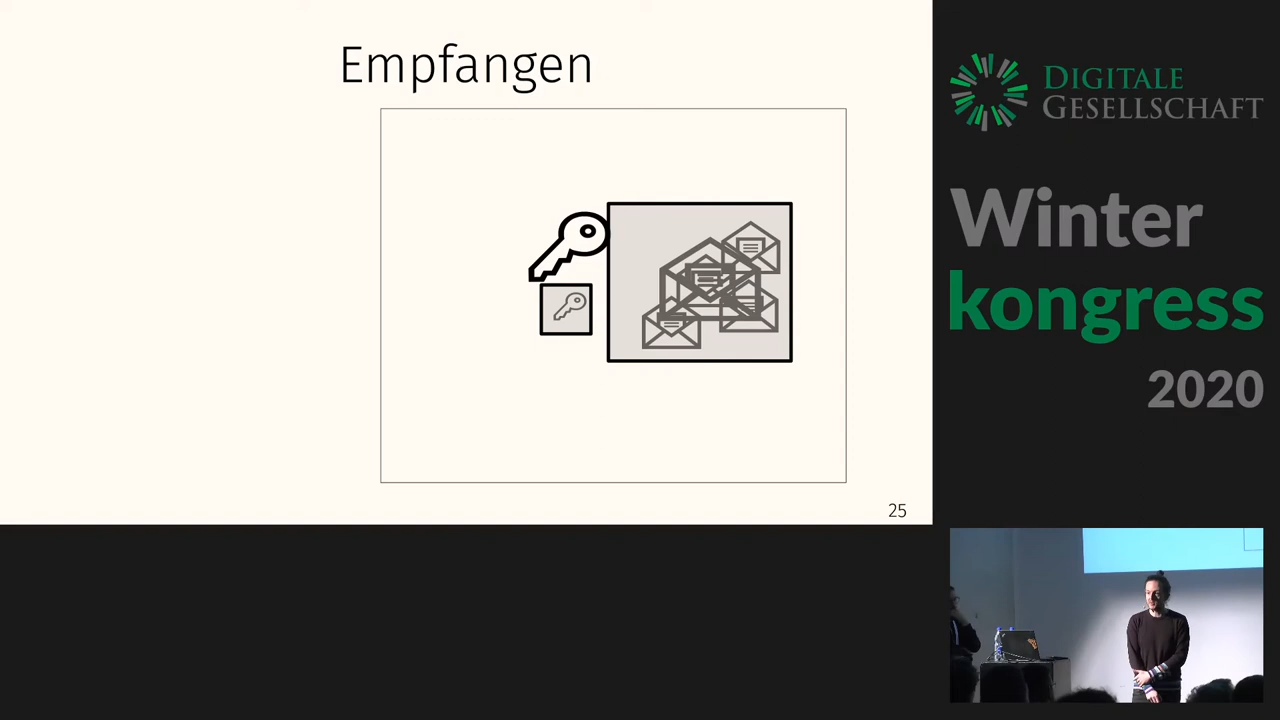 Empfangen
25
DIGITALE
GESELLSCHAFT
Winter
kongress
2020